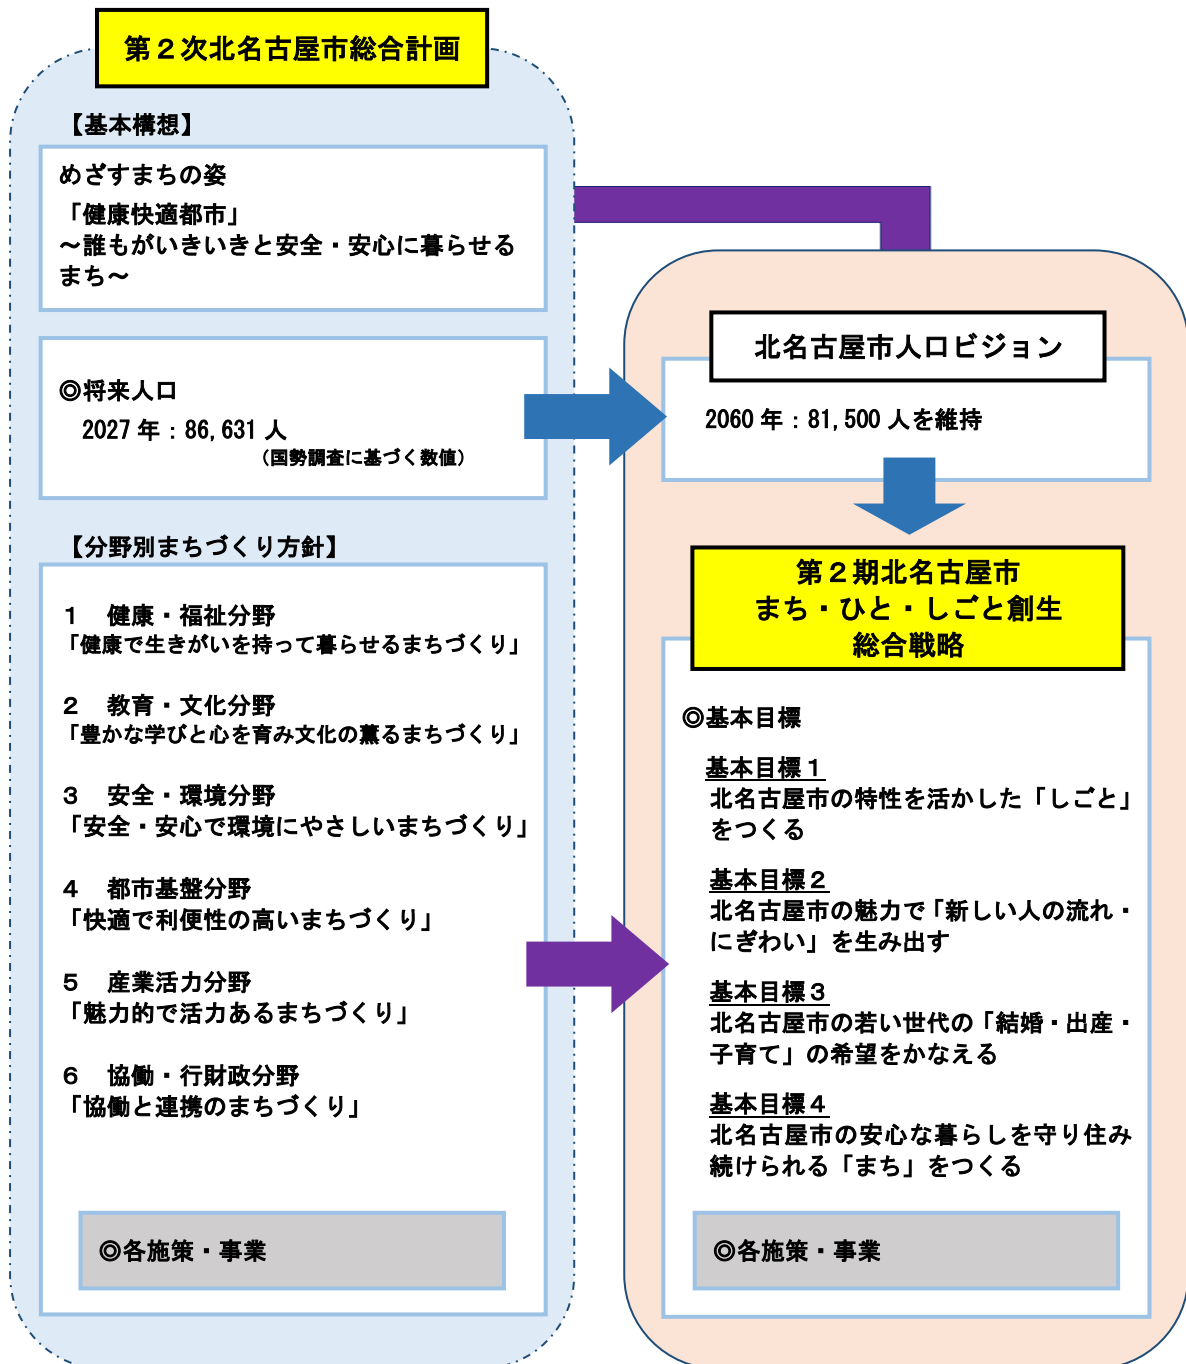 第２次北名古屋市総合計画
【基本構想】
めざすまちの姿
「健康快適都市」
～誰もがいきいきと安全・安心に暮らせる
まち～
◎将来人口
2027 年：86,631 人
（国勢調査に基づく数値）
【分野別まちづくり方針】
１　健康・福祉分野
「健康で生きがいを持って暮らせるまちづくり」
２　教育・文化分野
「豊かな学びと心を育み文化の薫るまちづくり」
３　安全・環境分野
「安全・安心で環境にやさしいまちづくり」
４　都市基盤分野
「快適で利便性の高いまちづくり」
５　産業活力分野
「魅力的で活力あるまちづくり」
６　協働・行財政分野
「協働と連携のまちづくり」
◎各施策・事業
北名古屋市人口ビジョン
2060 年：81,500 人を維持
第２期北名古屋市
まち・ひと・しごと創生
総合戦略
◎基本目標
基本目標１
北名古屋市の特性を活かした「しごと」
をつくる
基本目標２
北名古屋市の魅力で「新しい人の流れ・
にぎわい」を生み出す
基本目標３
北名古屋市の若い世代の「結婚・出産・
子育て」の希望をかなえる
基本目標４
北名古屋市の安心な暮らしを守り住み
続けられる「まち」をつくる
◎各施策・事業